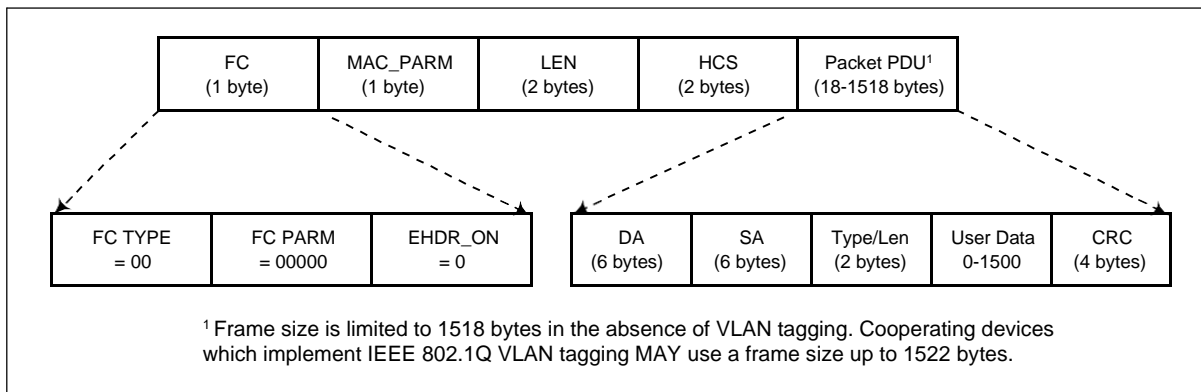 FC
(1 byte)
MAC_PARM
(1 byte)
LEN
(2 bytes)
HCS
(2 bytes)
Packet PDU¹
(18-1518 bytes)
FC TYPE
= 00
FC PARM
= 00000
EHDR_ON
= 0
DA
(6 bytes)
SA
(6 bytes)
Type/Len
(2 bytes)
User Data
0-1500
CRC
(4 bytes)
¹ Frame size is limited to 1518 bytes in the absence of VLAN tagging. Cooperating devices
which implement IEEE 802.1Q VLAN tagging MAY use a frame size up to 1522 bytes.